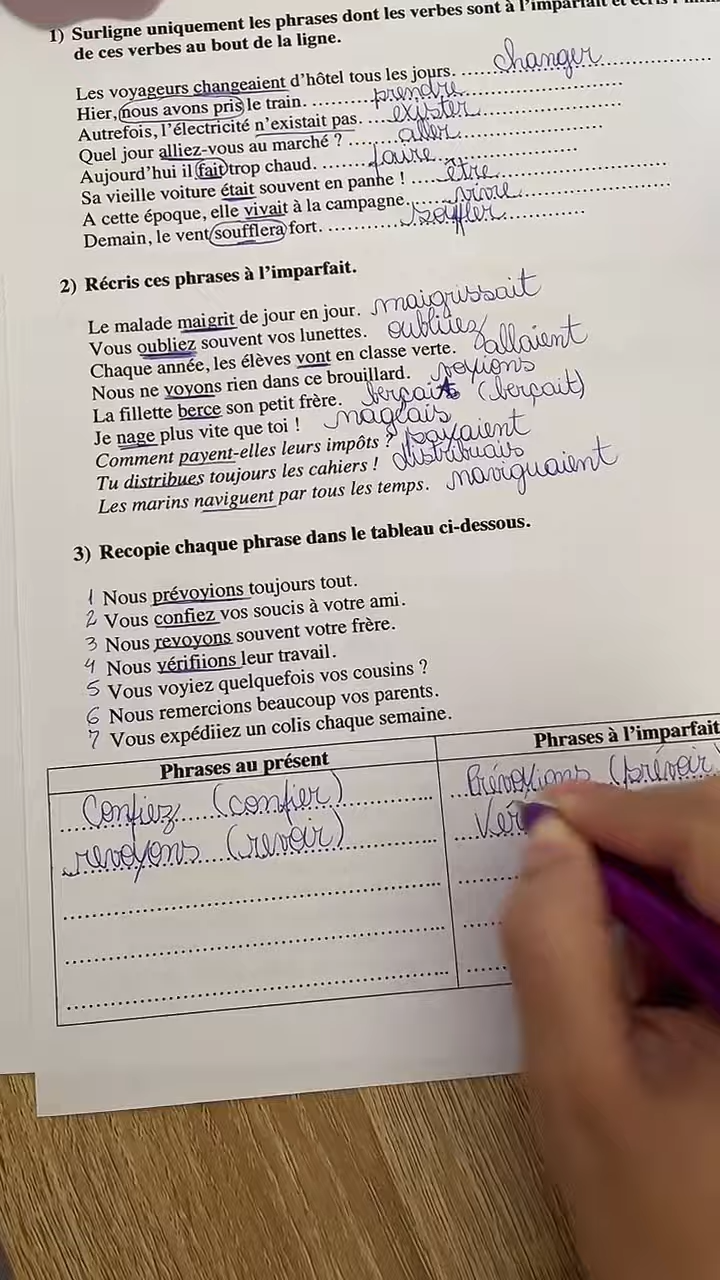 1) Surligne uniquement les phrases dont les verbes sont à l'imparfait et écris l'
de ces verbes au bout de la ligne.
Les voyageurs changeaient d'hôtel tous les jours. changer
Hier, nous avons pris le train. prendre
Autrefois, l'électricité n'existait pas. exister
Quel jour alliez-vous au marché ? aller
Aujourd'hui il fait trop chaud. faire
Sa vieille voiture était souvent en panne ! être
A cette époque, elle vivait à la campagne. vivre
Demain, le vent soufflera fort. souffler
2) Récris ces phrases à l'imparfait.
Le malade maigrit de jour en jour. maigrissait
Vous oubliez souvent vos lunettes. oubliiez
Chaque année, les élèves vont en classe verte. allaient
Nous ne voyons rien dans ce brouillard. voyions
La fillette berce son petit frère. berçait (berçait)
Je nage plus vite que toi ! nageais
Comment payent-elles leurs impôts ? payaient
Tu distribues toujours les cahiers ! distribuais
Les marins naviguent par tous les temps. naviguaient
3) Recopie chaque phrase dans le tableau ci-dessous.
1 Nous prévoyions toujours tout.
2 Vous confiez vos soucis à votre ami.
3 Nous revoyons souvent votre frère.
4 Nous vérifiions leur travail.
5 Vous voyiez quelquefois vos cousins ?
6 Nous remercions beaucoup vos parents.
7 Vous expédiiez un colis chaque semaine.
Phrases au présent Phrases à l'imparfait
Confiez (confier) Prévoyions (prévoir)
revoyons (revoir) Vér